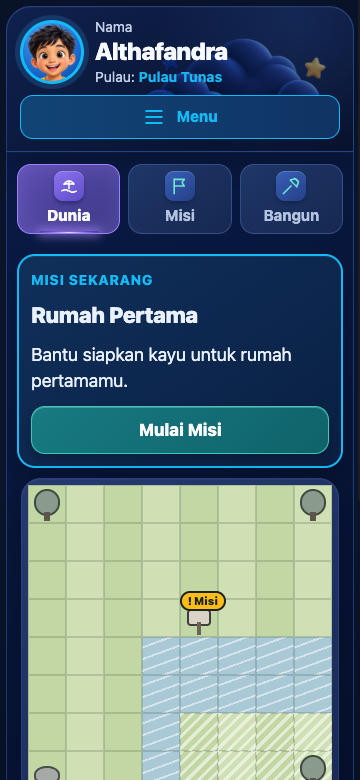 Nama
Althafandra
Pulau: Pulau Tunas
Menu
Dunia
Misi
Bangun
MISI SEKARANG
Rumah Pertama
Bantu siapkan kayu untuk rumah
pertamamu.
Mulai Misi
! Misi